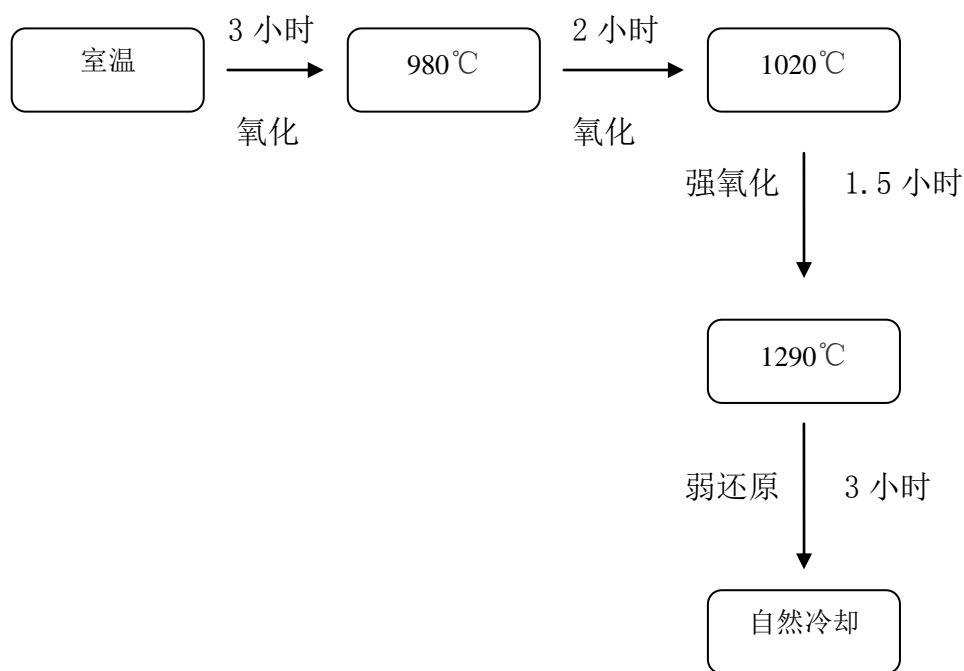 室温
3 小时
氧化
980℃
2 小时
氧化
1020℃
强氧化
1.5 小时
1290℃
弱还原
3 小时
自然冷却